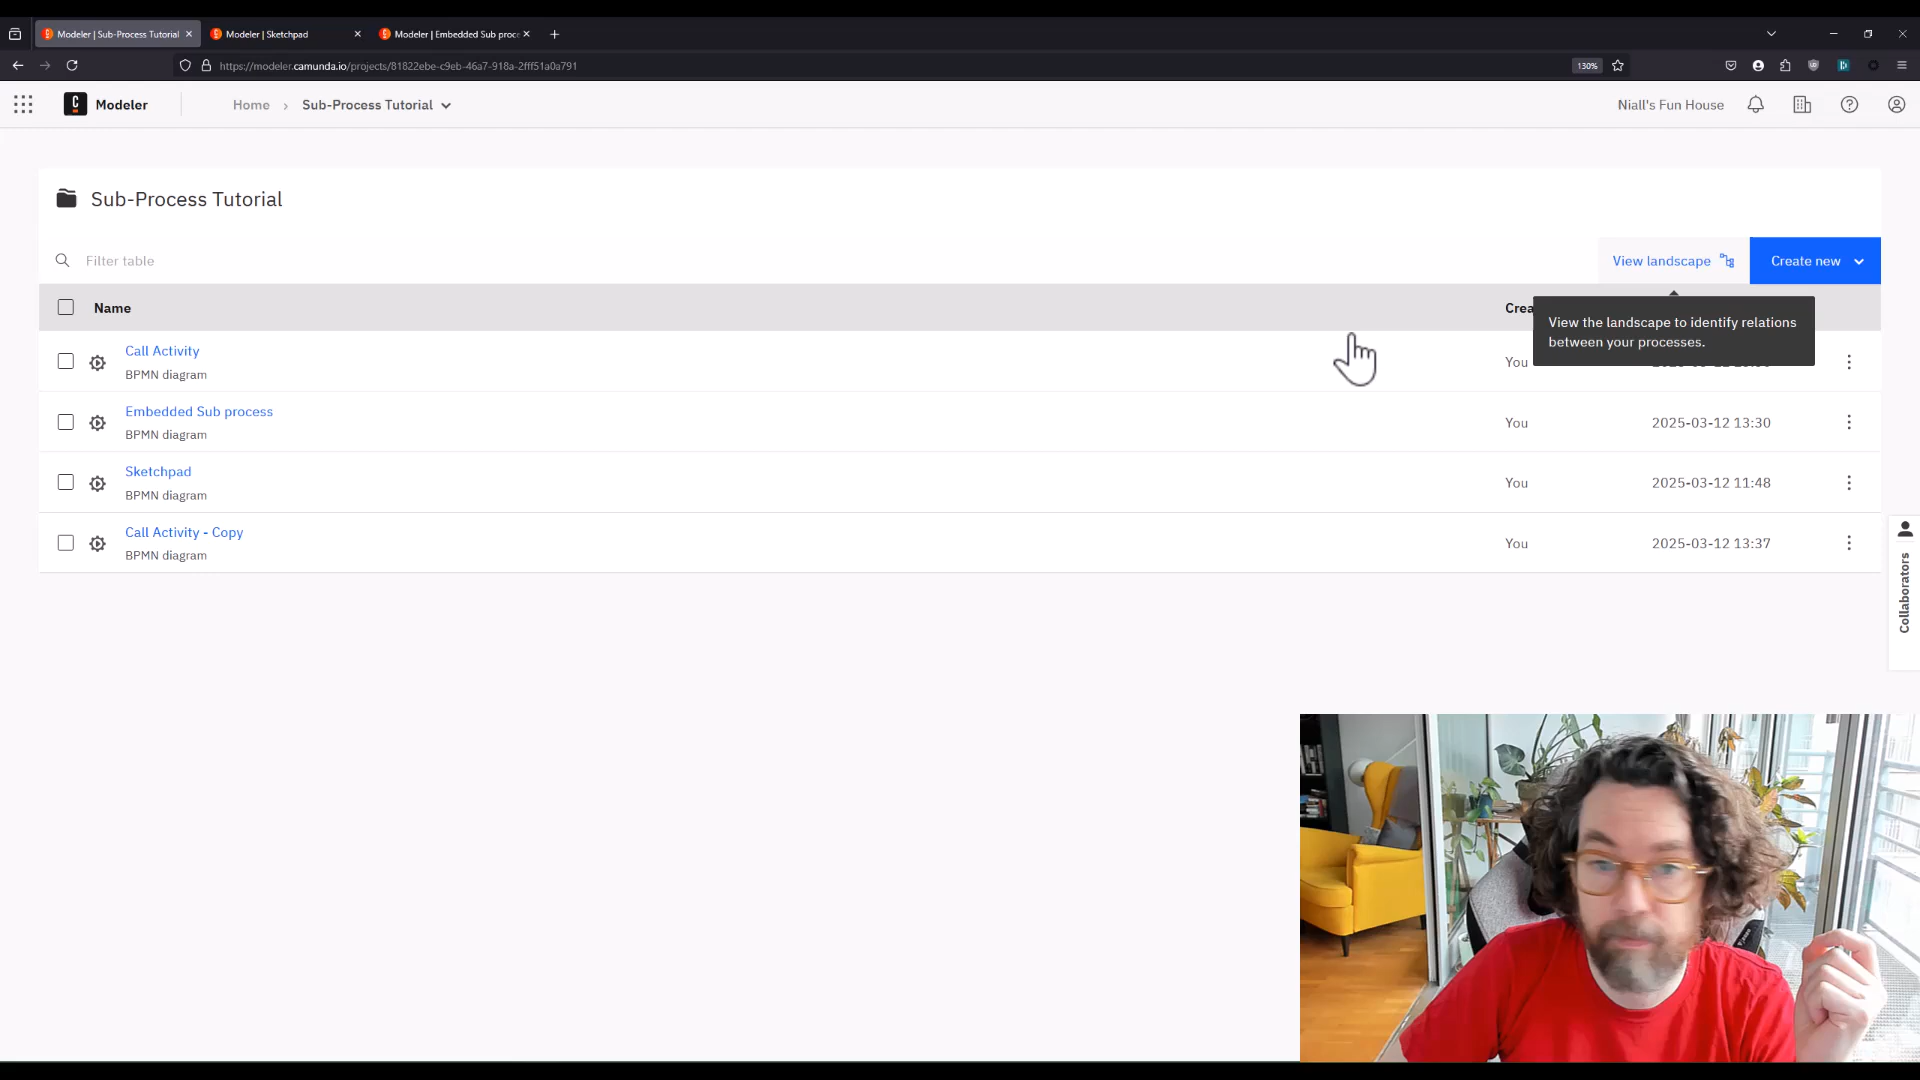 Modeler | Sub-Process Tutorial
Modeler | Sketchpad
Modeler | Embedded Sub proce
https://modeler.camunda.io/projects/81822ebe-c9eb-46a7-918a-2fff51a0a791
130%
Modeler
Home
Sub-Process Tutorial
Niall's Fun House
Sub-Process Tutorial
Filter table
View landscape
Create new
Name
Crea
View the landscape to identify relations
between your processes.
Call Activity
BPMN diagram
You
Embedded Sub process
BPMN diagram
You
2025-03-12 13:30
Sketchpad
BPMN diagram
You
2025-03-12 11:48
Call Activity - Copy
BPMN diagram
You
2025-03-12 13:37
Collaborators